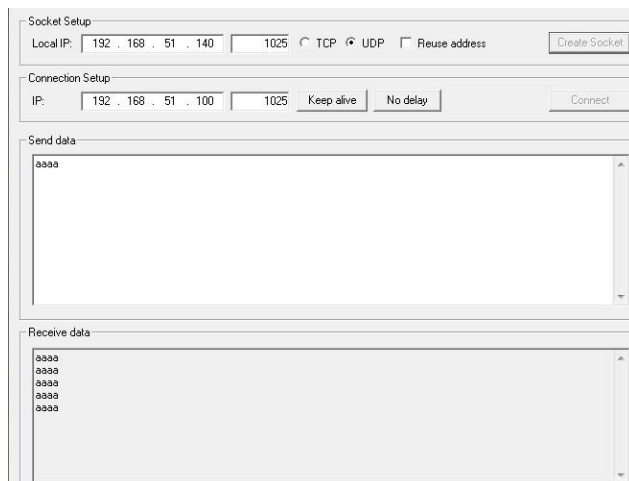 Socket Setup
Local IP: 192 . 168 . 51 . 140 1025 TCP UDP Reuse address Create Socket
Connection Setup
IP: 192 . 168 . 51 . 100 1025 Keep alive No delay Connect
Send data
aaaa
Receive data
aaaa
aaaa
aaaa
aaaa
aaaa